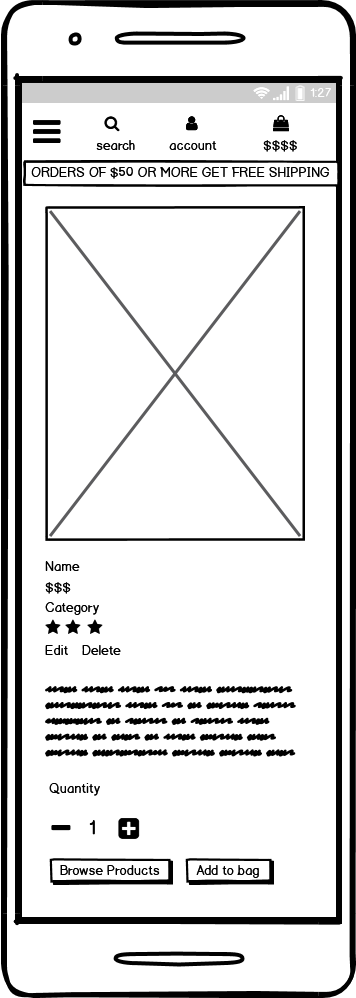 1:27
search account $$$$
ORDERS OF $50 OR MORE GET FREE SHIPPING
Name
$$$
Category
Edit Delete
Quantity
1
Browse Products Add to bag